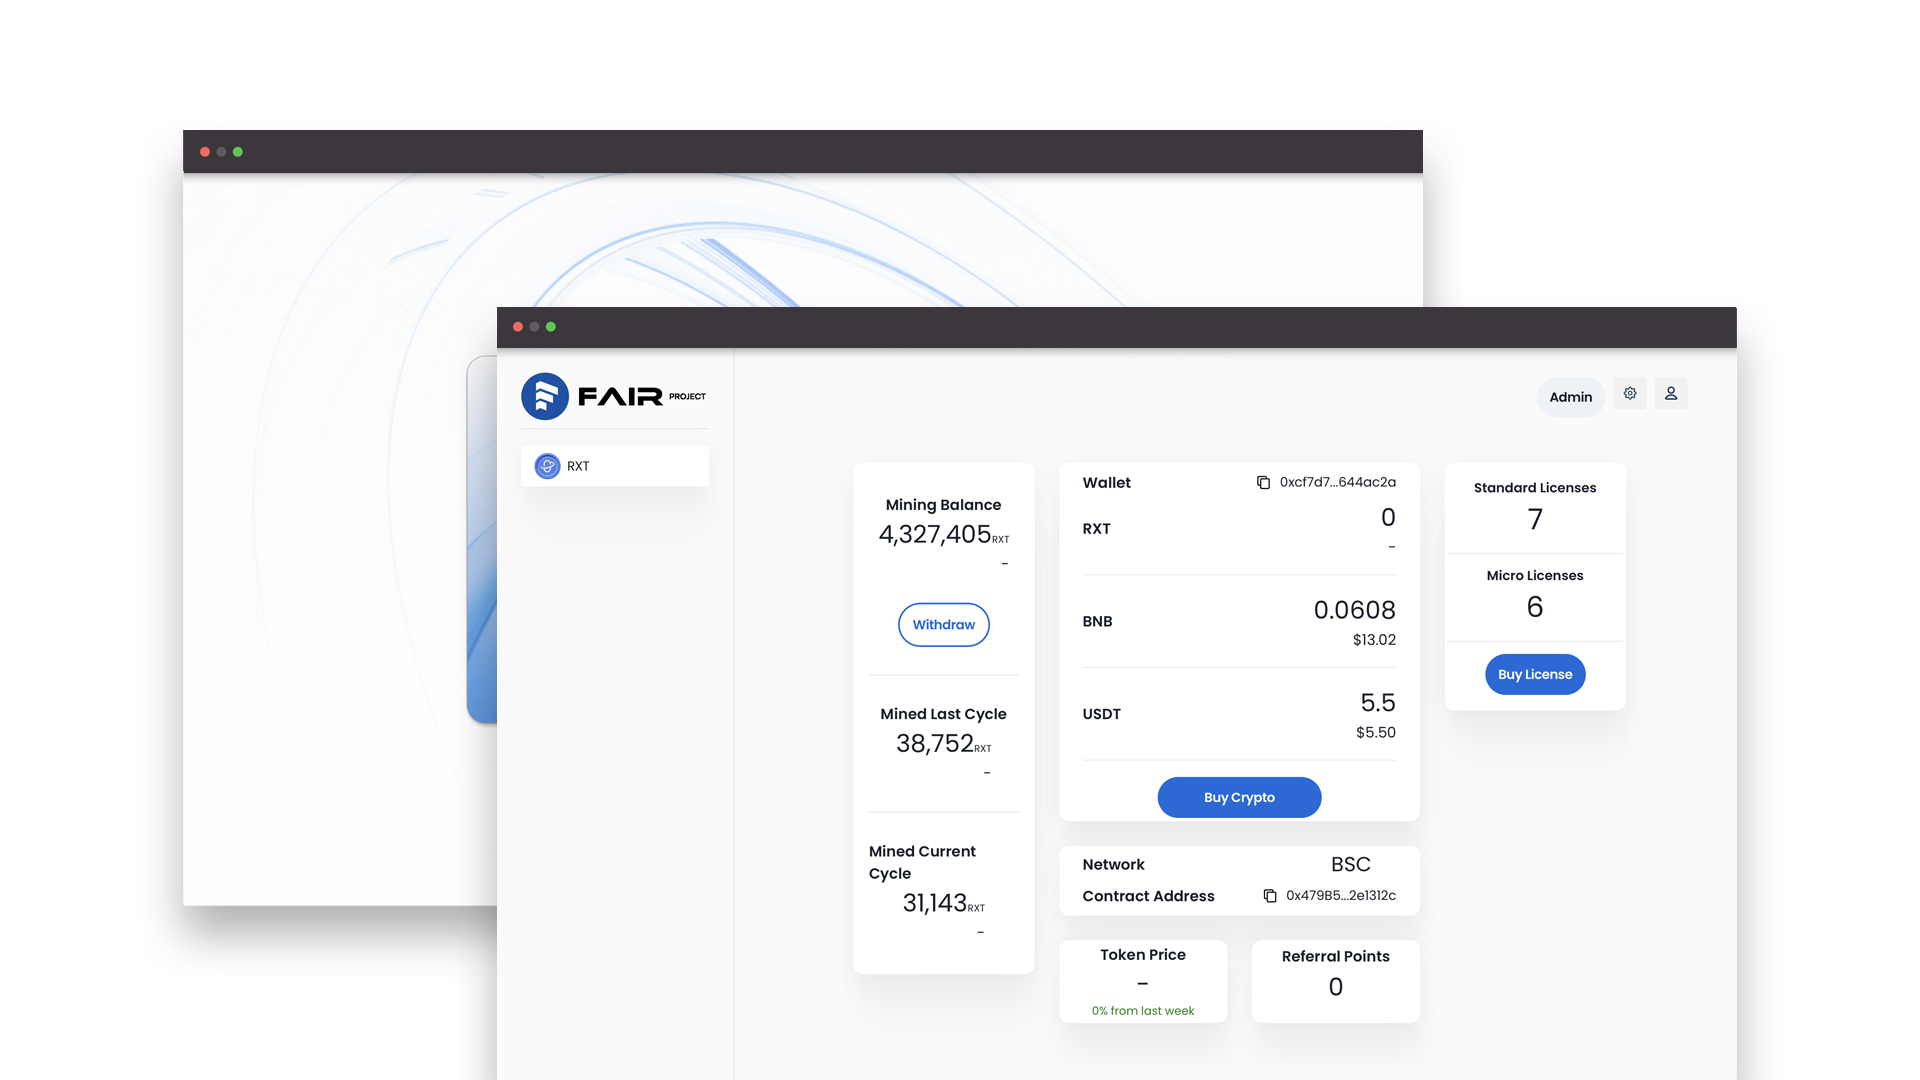 FAIR PROJECT
RXT
Admin
Mining Balance
4,327,405RXT
-
Withdraw
Mined Last Cycle
38,752RXT
-
Mined Current
Cycle
31,143RXT
-
Wallet 0xcf7d7...644ac2a
RXT 0
-
BNB 0.0608
$13.02
USDT 5.5
$5.50
Buy Crypto
Network BSC
Contract Address 0x479B5...2e1312c
Token Price
-
0% from last week
Referral Points
0
Standard Licenses
7
Micro Licenses
6
Buy License